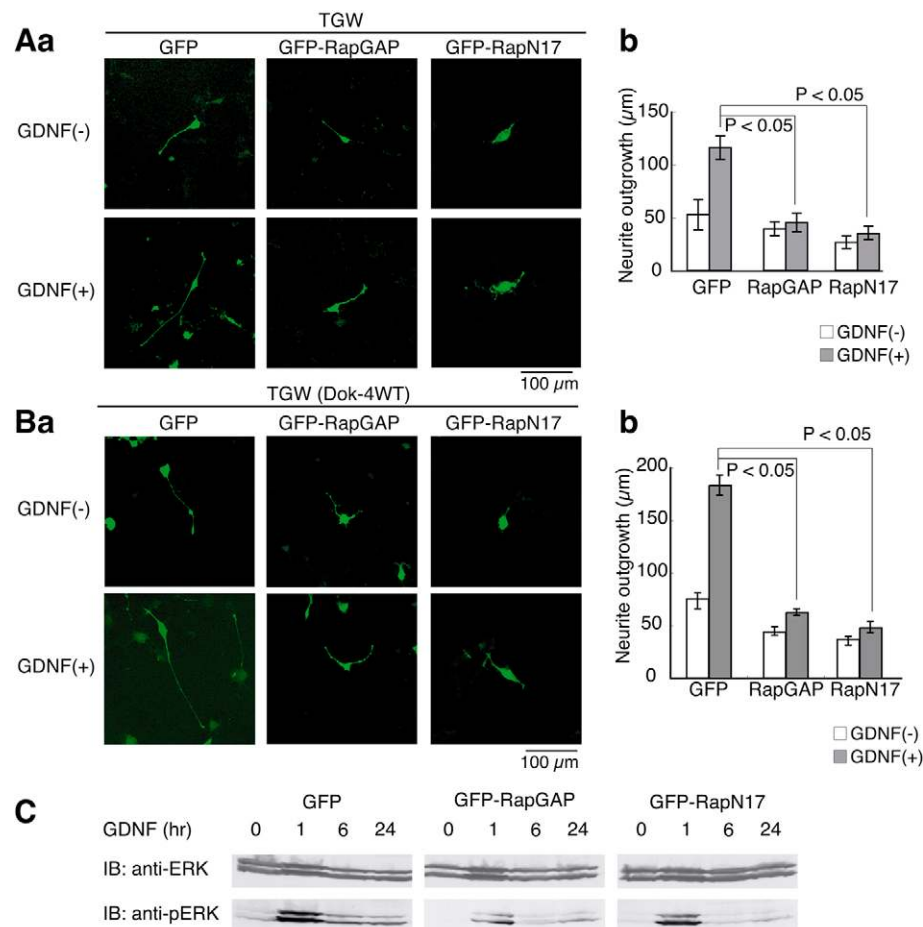 Aa
TGW
GFP GFP-RapGAP GFP-RapN17
GDNF(-)
GDNF(+)
100 µm
b
P < 0.05
P < 0.05
Neurite outgrowth (µm)
150
100
50
0
GFP RapGAP RapN17
GDNF(-)
GDNF(+)
Ba
TGW (Dok-4WT)
GFP GFP-RapGAP GFP-RapN17
GDNF(-)
GDNF(+)
100 µm
b
P < 0.05
P < 0.05
Neurite outgrowth (µm)
200
150
100
50
0
GFP RapGAP RapN17
GDNF(-)
GDNF(+)
C
GFP GFP-RapGAP GFP-RapN17
GDNF (hr) 0 1 6 24 0 1 6 24 0 1 6 24
IB: anti-ERK
IB: anti-pERK